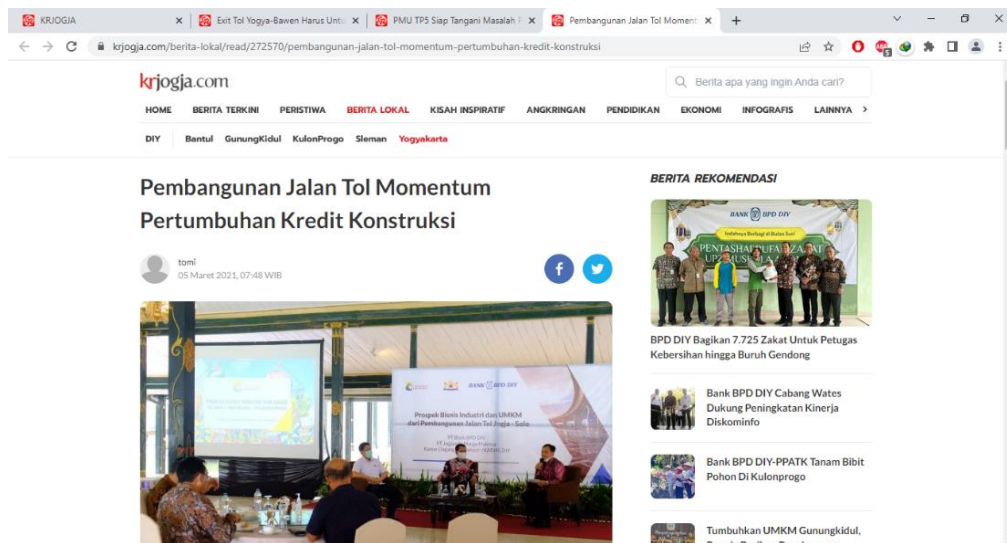 KRJOGJA
Exit Tol Yogya-Bawen Harus Untu
PMU TP5 Siap Tangani Masalah
Pembangunan Jalan Tol Moment
krjogja.com/berita-lokal/read/272570/pembangunan-jalan-tol-momentum-pertumbuhan-kredit-konstruksi
krjogja.com
Berita apa yang ingin Anda cari?
HOME BERITA TERKINI PERISTIWA BERITA LOKAL KISAH INSPIRATIF ANGKRINGAN PENDIDIKAN EKONOMI INFOGRAFIS LAINNYA >
DIY Bantul GunungKidul KulonProgo Sleman Yogyakarta
Pembangunan Jalan Tol Momentum
Pertumbuhan Kredit Konstruksi
tomi
05 Maret 2021, 07:48 WIB
BANK BPD DIY
Prospek Bisnis Industri dan UMKM
dari Pembangunan Jalan Tol Jogja - Solo
BERITA REKOMENDASI
BANK BPD DIY
Indahnya Berbagi di Bulan Suci
BPD DIY Bagikan 7.725 Zakat Untuk Petugas
Kebersihan hingga Buruh Gendong
Bank BPD DIY Cabang Wates
Dukung Peningkatan Kinerja
Diskominfo
Bank BPD DIY-PPATK Tanam Bibit
Pohon Di Kulonprogo
Tumbuhkan UMKM Gunungkidul,